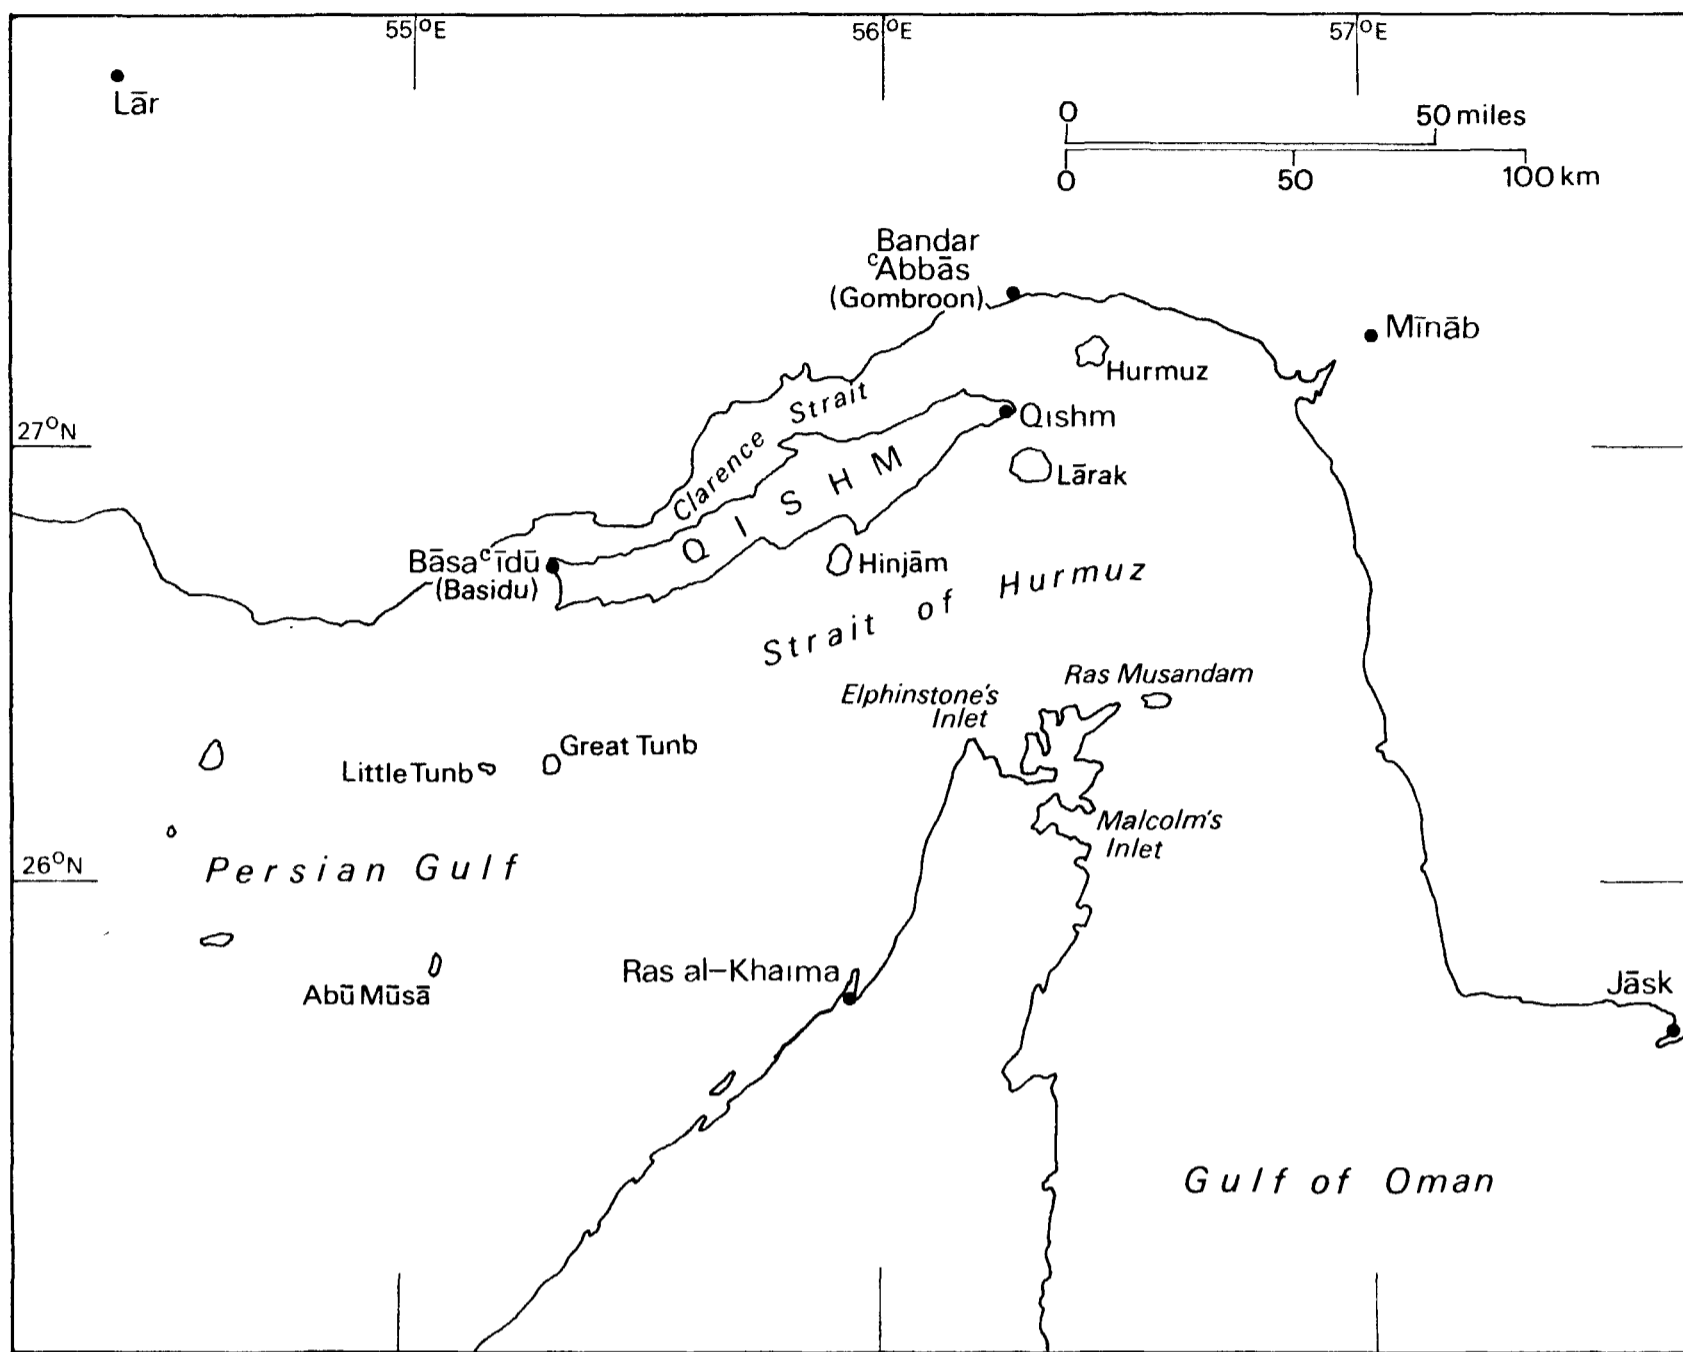 55°E
56°E
57°E
Lār
0
50 miles
0
50
100 km
Bandar
ᶜAbbās
(Gombroon)
Mīnāb
Hurmuz
Clarence Strait
Qıshm
27°N
QISHM
Lārak
Bāsaᶜīdū
(Basidu)
Hinjām
Strait of Hurmuz
Ras Musandam
Elphinstone's
Inlet
Great Tunb
Little Tunb
Malcolm's
Inlet
26°N
Persian Gulf
Ras al–Khaıma
Abū Mūsā
Jāsk
Gulf of Oman